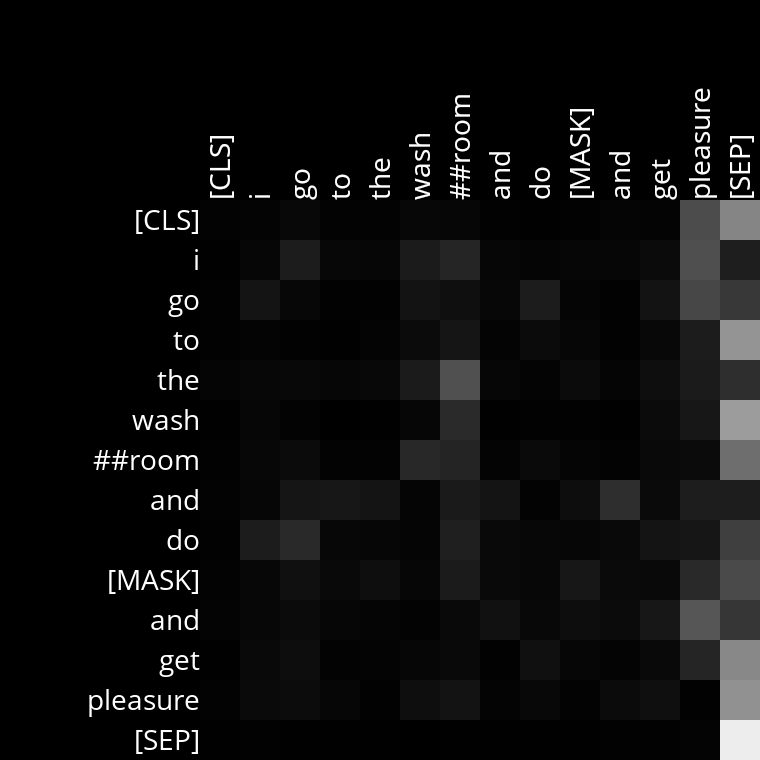 [CLS] i go to the wash ##room and do [MASK] and get pleasure [SEP]
[CLS]
i
go
to
the
wash
##room
and
do
[MASK]
and
get
pleasure
[SEP]